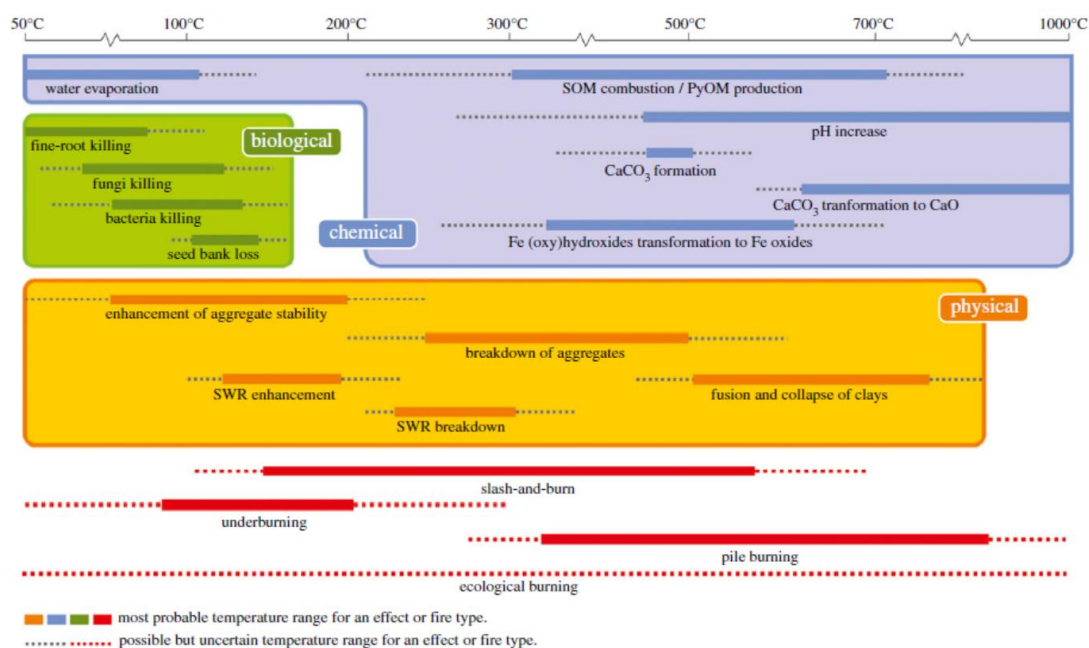 50°C 100°C 200°C 300°C 500°C 700°C 1000°C
water evaporation
SOM combustion / PyOM production
pH increase
fine-root killing
biological
CaCO3 formation
fungi killing
CaCO3 tranformation to CaO
bacteria killing
chemical
Fe (oxy)hydroxides transformation to Fe oxides
seed bank loss
physical
enhancement of aggregate stability
breakdown of aggregates
SWR enhancement
fusion and collapse of clays
SWR breakdown
slash-and-burn
underburning
pile burning
ecological burning
most probable temperature range for an effect or fire type.
possible but uncertain temperature range for an effect or fire type.